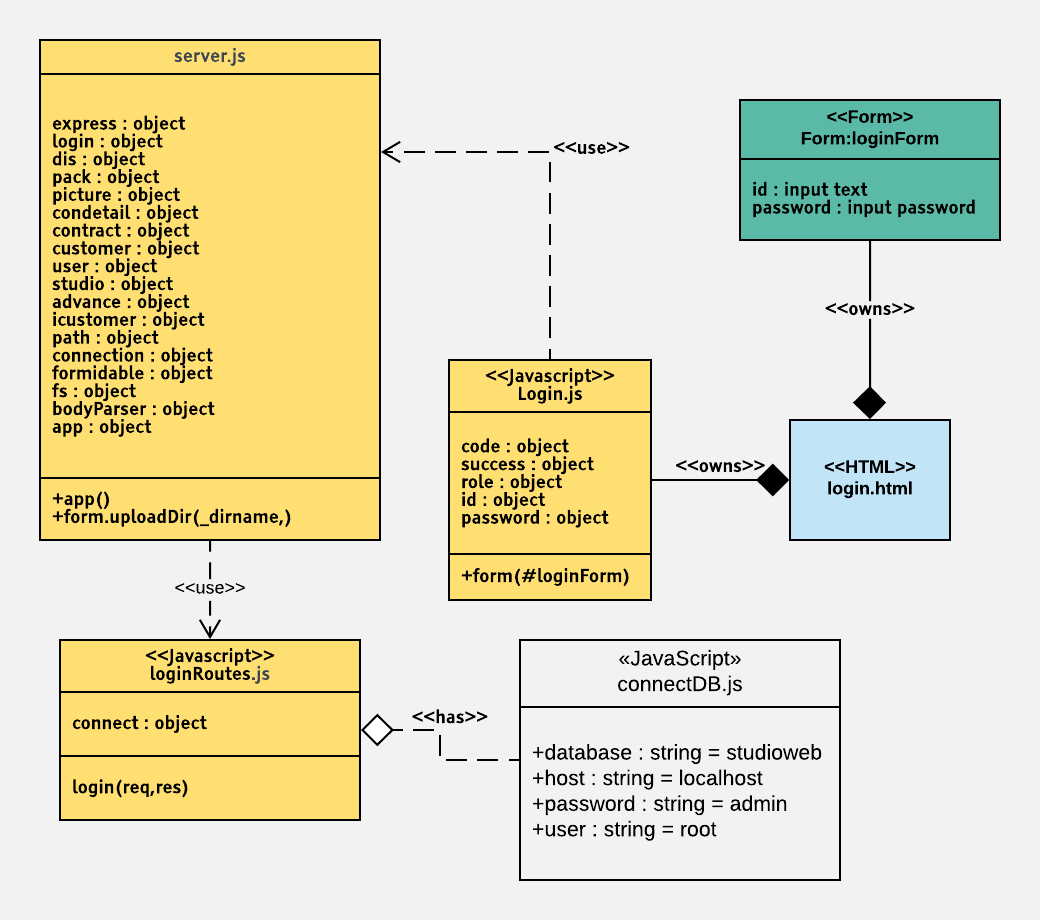 server.js
express : object
login : object
dis : object
pack : object
picture : object
condetail : object
contract : object
customer : object
user : object
studio : object
advance : object
icustomer : object
path : object
connection : object
formidable : object
fs : object
bodyParser : object
app : object
+app()
+form.uploadDir(_dirname,)
<<use>>
<<Form>>
Form:loginForm
id : input text
password : input password
<<owns>>
<<Javascript>>
Login.js
code : object
success : object
role : object
id : object
password : object
+form(#loginForm)
<<owns>>
<<HTML>>
login.html
<<use>>
<<Javascript>>
loginRoutes.js
connect : object
login(req,res)
<<has>>
«JavaScript»
connectDB.js
+database : string = studioweb
+host : string = localhost
+password : string = admin
+user : string = root